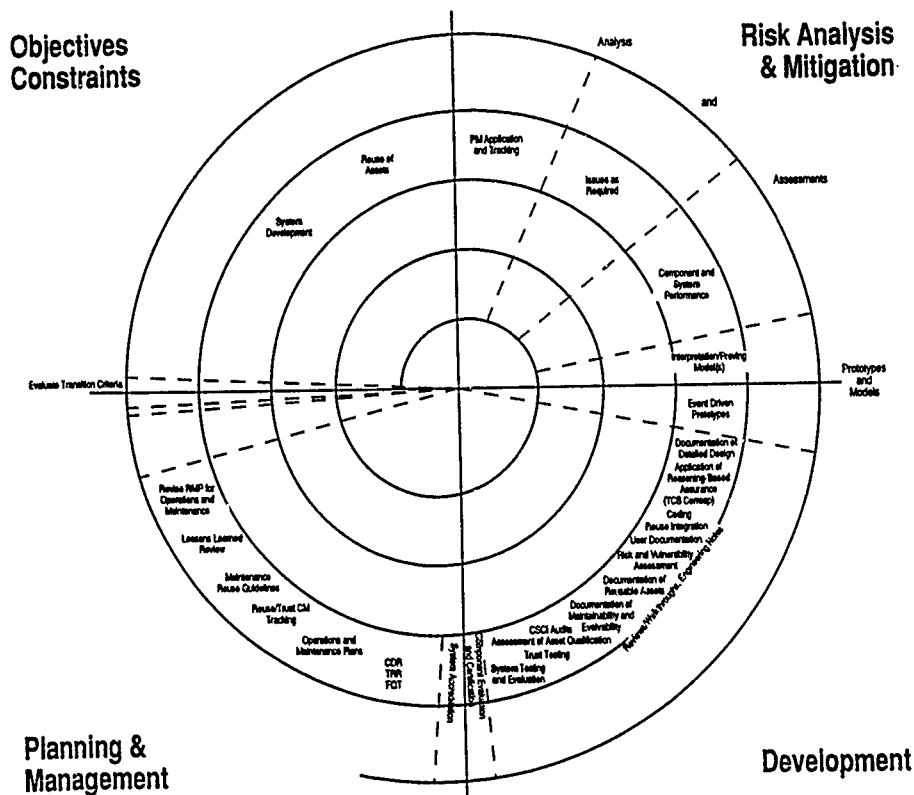 Objectives
Constraints
Risk Analysis
& Mitigation
Analysis
and
Assessments
PM Application
and Tracking
Reuse of
Assets
Issues as
Required
System
Development
Component and
System
Performance
Interpretation/Proving
Model(s)
Evaluate Transition Criteria
Prototypes
and
Models
Event Driven
Prototypes
Documentation of
Detailed Design
Application of
Reasoning-Based
Assurance
(TCB Concep)
Coding
Reuse Integration
User Documentation
Risk and Vulnerability
Assessment
Documentation of
Reusable Assets
Documentation of
Maintainability and
Evolvability
CSCI Audits
Assessment of Asset Qualification
Trust Testing
System Testing
and Evaluation
Reviews/Walkthroughs, Engineering Notes
Component Evaluation
and Certification
System Accreditation
Revise RMP for
Operations and
Maintenance
Lessons Learned
Review
Maintenance
Reuse Guidelines
Reuse/Trust CM
Tracking
Operations and
Maintenance Plans
CDR
TRR
FQT
Planning &
Management
Development